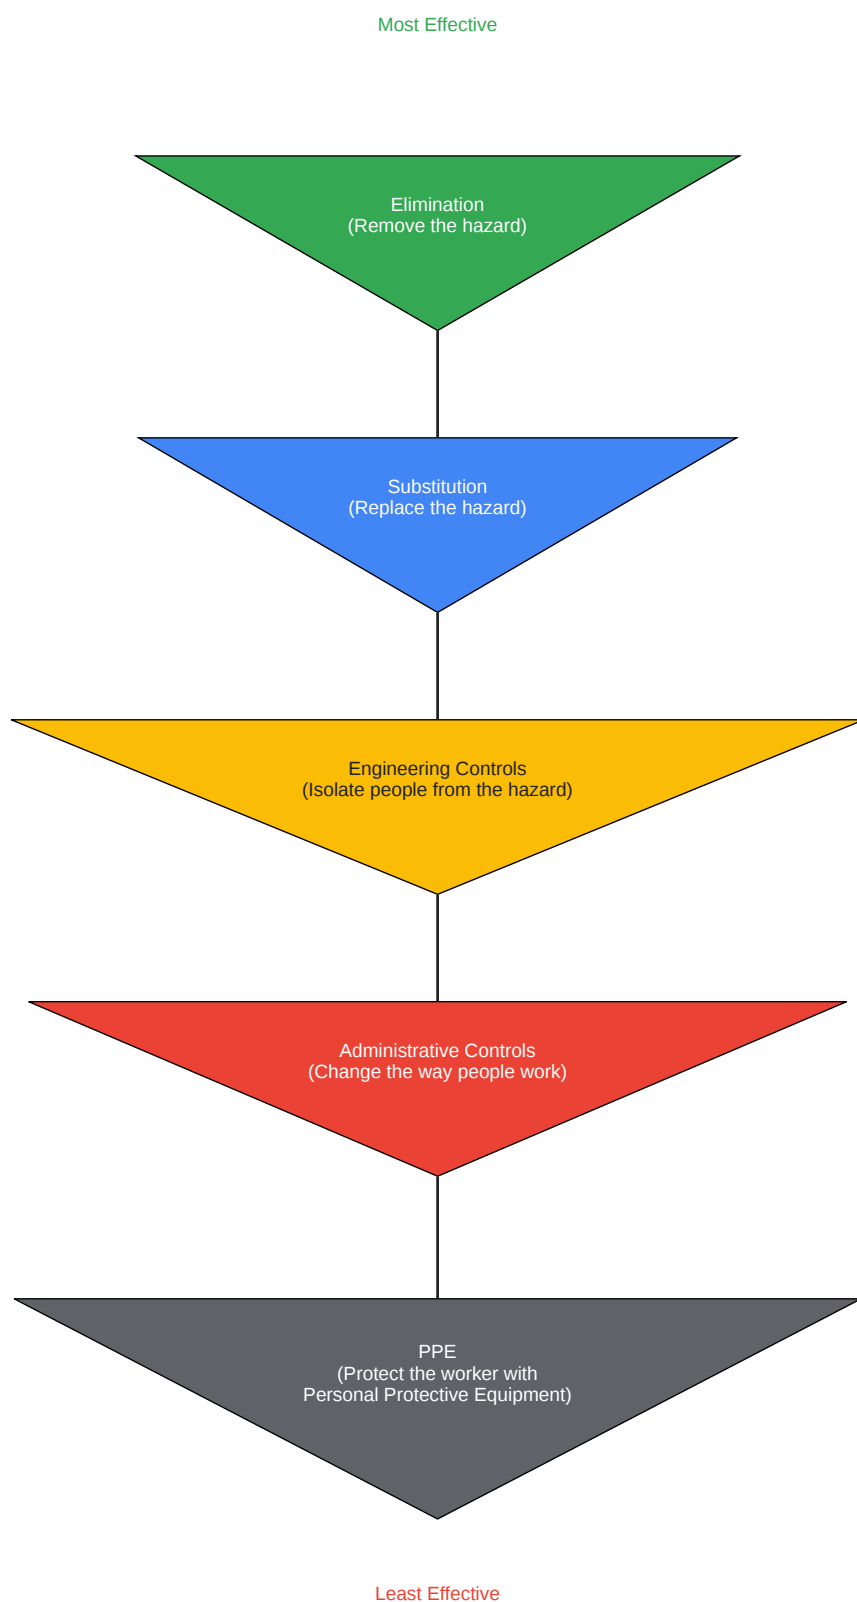 Most Effective
Elimination
(Remove the hazard)
Substitution
(Replace the hazard)
Engineering Controls
(Isolate people from the hazard)
Administrative Controls
(Change the way people work)
PPE
(Protect the worker with
Personal Protective Equipment)
Least Effective